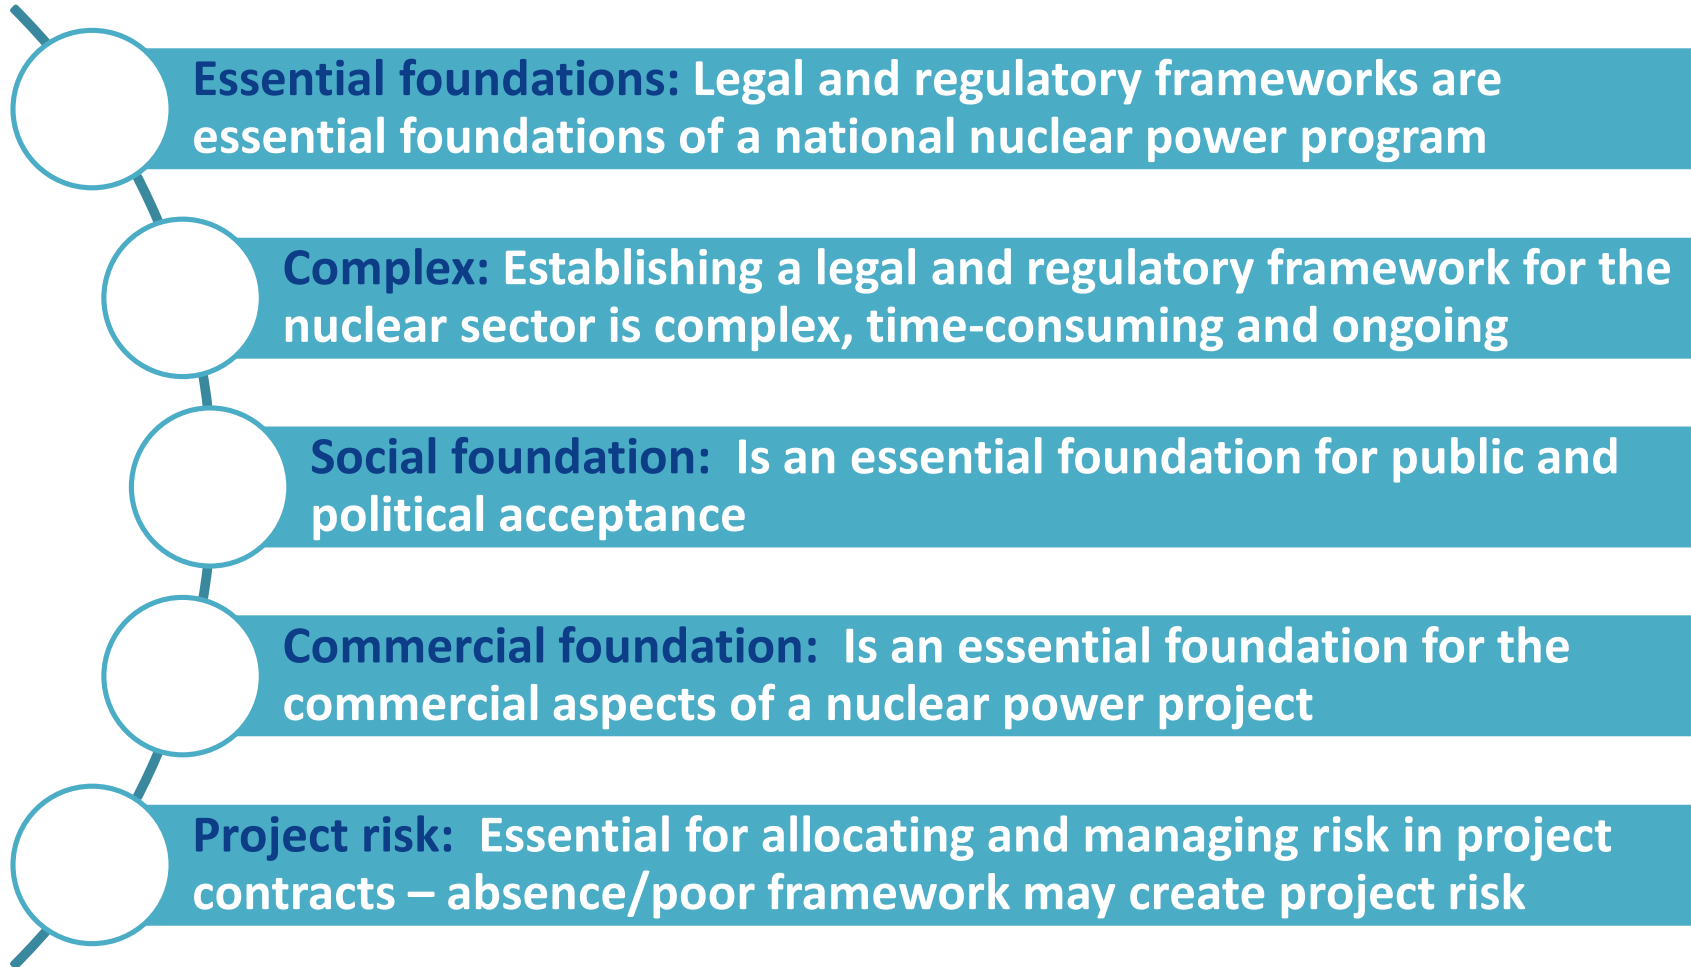 Essential foundations: Legal and regulatory frameworks are
essential foundations of a national nuclear power program
Complex: Establishing a legal and regulatory framework for the
nuclear sector is complex, time-consuming and ongoing
Social foundation:  Is an essential foundation for public and
political acceptance
Commercial foundation:  Is an essential foundation for the
commercial aspects of a nuclear power project
Project risk:  Essential for allocating and managing risk in project
contracts – absence/poor framework may create project risk